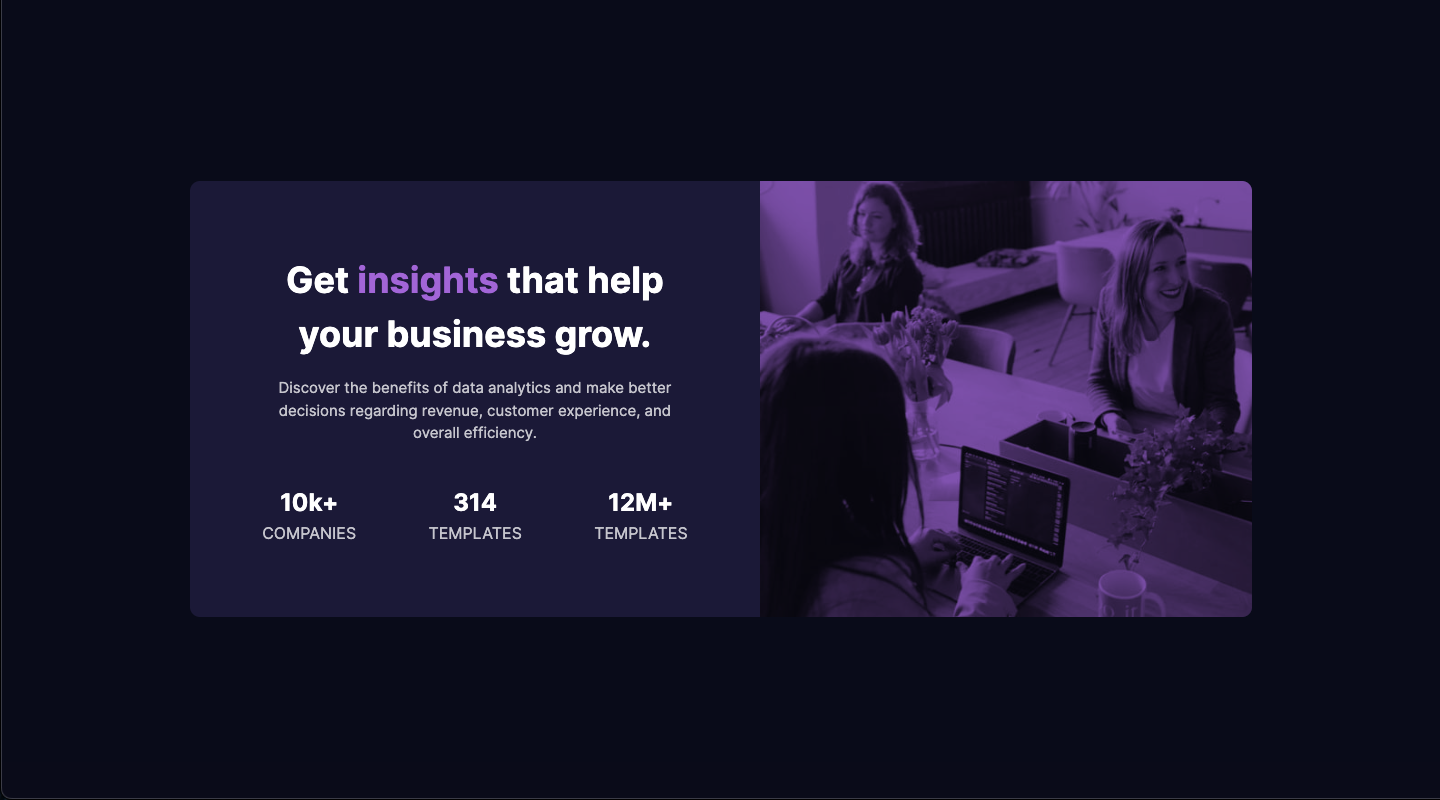 Get insights that help
your business grow.
Discover the benefits of data analytics and make better
decisions regarding revenue, customer experience, and
overall efficiency.
10k+ 314 12M+
COMPANIES TEMPLATES TEMPLATES